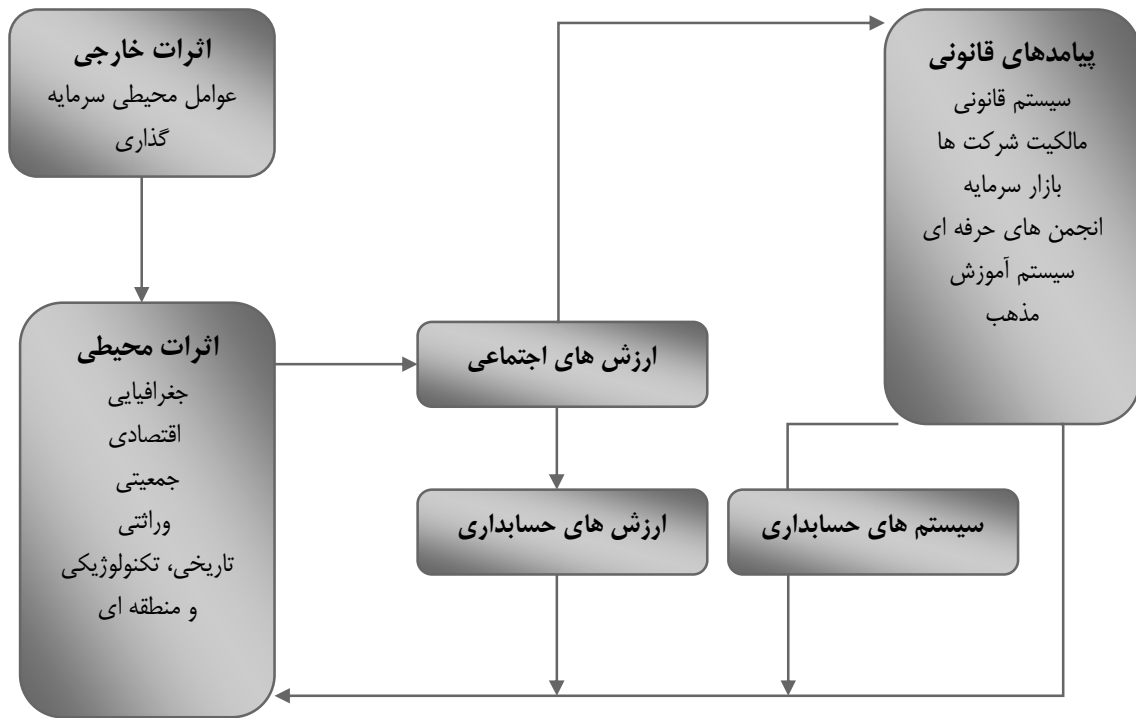 اثرات خارجی
عوامل محیطی سرمایه
گذاری
پیامدهای قانونی
سیستم قانونی
مالکیت شرکت ها
بازار سرمایه
انجمن های حرفه ای
سیستم آموزش
مذهب
اثرات محیطی
جغرافیایی
اقتصادی
جمعیتی
وراثتی
تاریخی، تکنولوژیکی
و منطقه ای
ارزش های اجتماعی
ارزش های حسابداری
سیستم های حسابداری